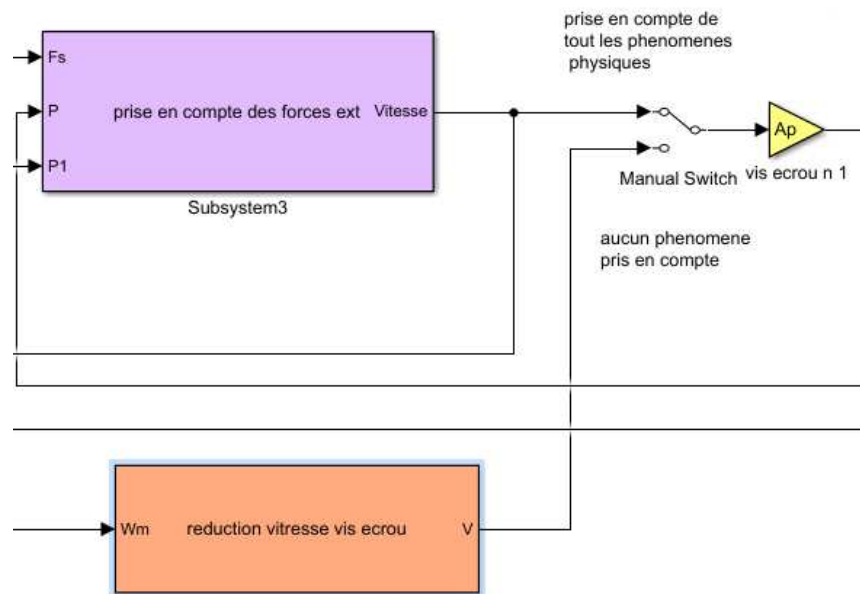 prise en compte de
tout les phenomenes
physiques
Fs
P
prise en compte des forces ext
Vitesse
P1
Subsystem3
Ap
Manual Switch
vis ecrou n 1
aucun phenomene
pris en compte
Wm
reduction vitresse vis ecrou
V